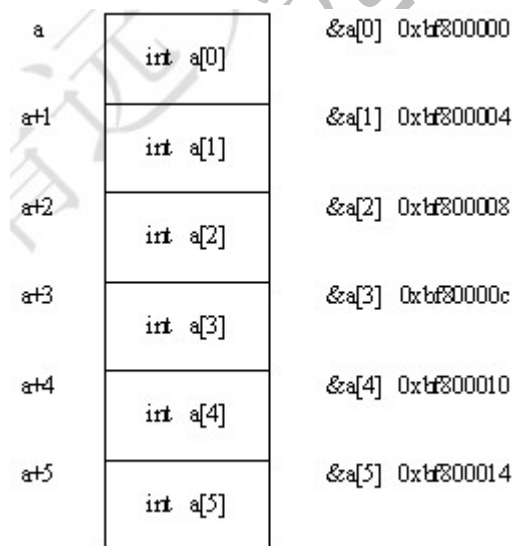 a int a[0] &a[0] 0xbf800000
a+1 int a[1] &a[1] 0xbf800004
a+2 int a[2] &a[2] 0xbf800008
a+3 int a[3] &a[3] 0xbf80000c
a+4 int a[4] &a[4] 0xbf800010
a+5 int a[5] &a[5] 0xbf800014